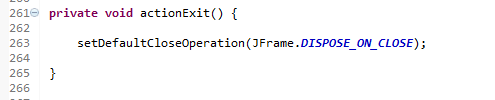 261 private void actionExit() {
262
263 setDefaultCloseOperation(JFrame.DISPOSE_ON_CLOSE);
264
265 }
266